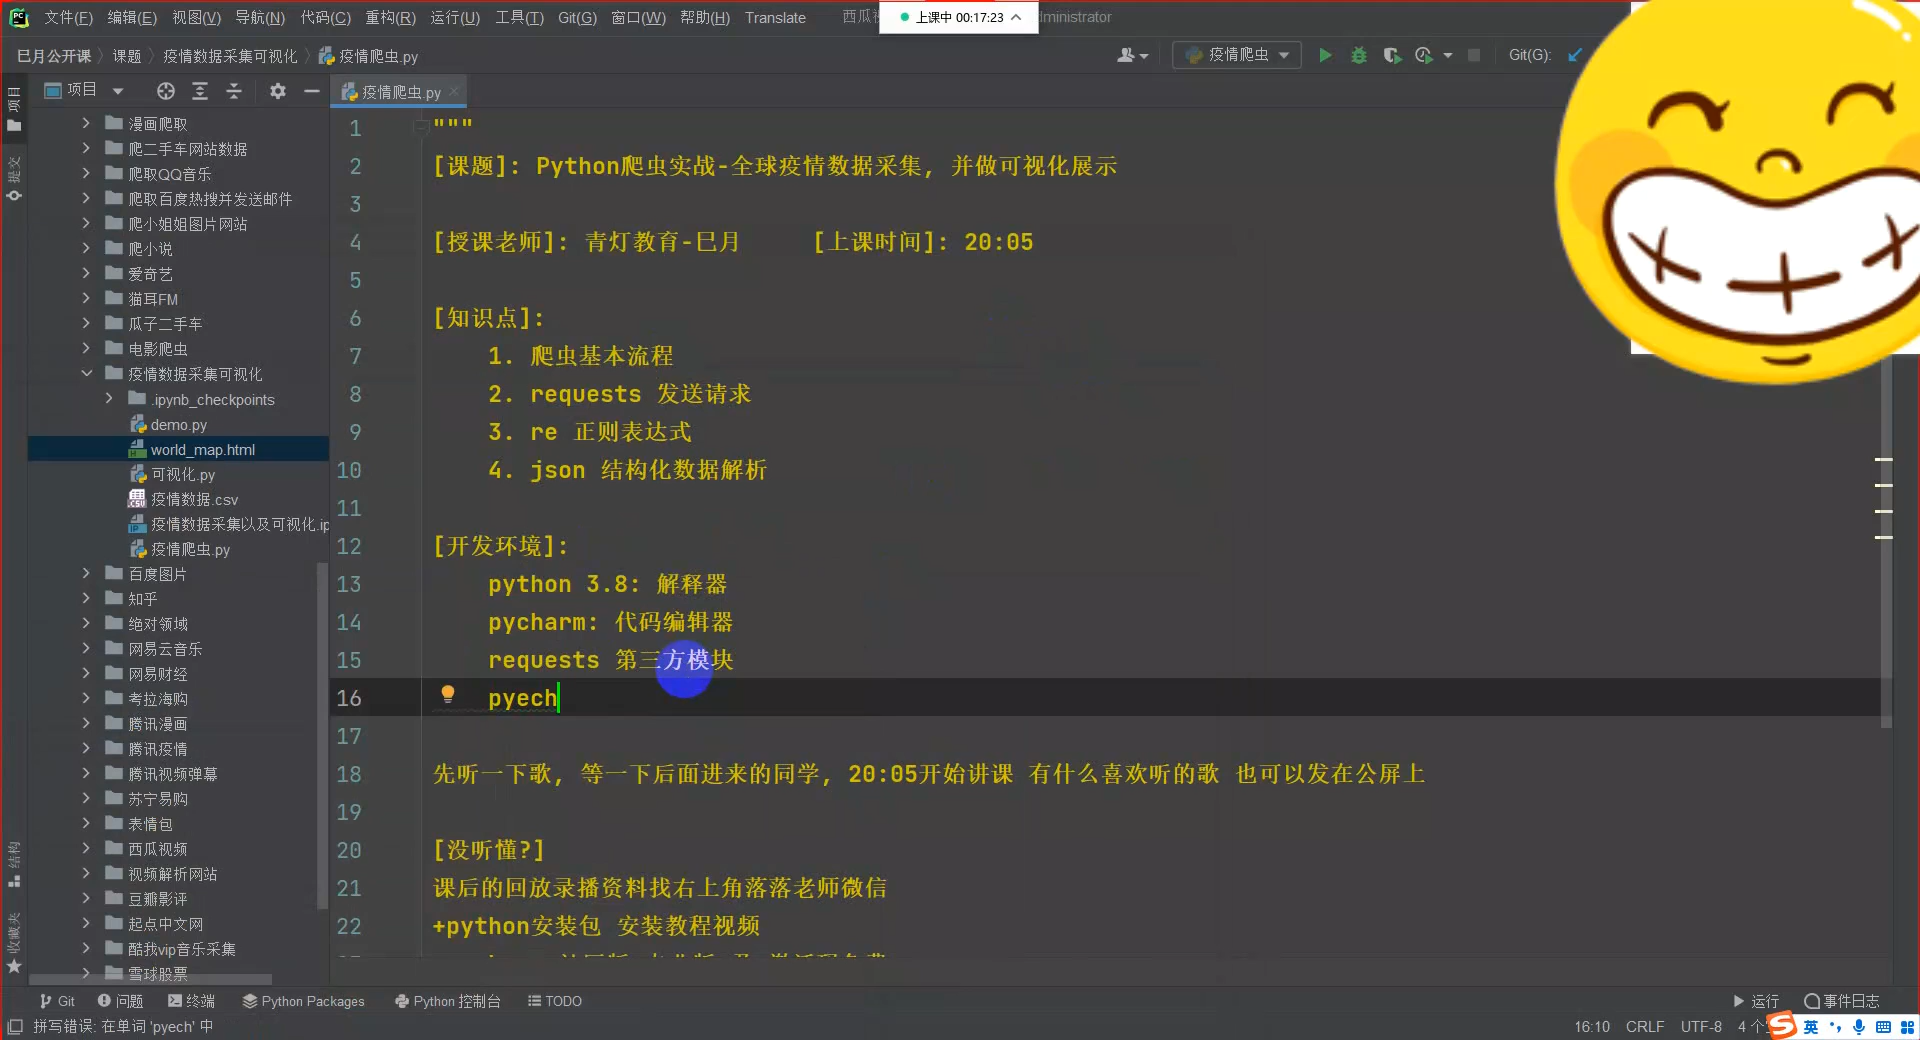 文件(F) 编辑(E) 视图(V) 导航(N) 代码(C) 重构(R) 运行(U) 工具(T) Git(G) 窗口(W) 帮助(H) Translate
上课中 00:17:23
巳月公开课 课题 疫情数据采集可视化 疫情爬虫.py
疫情爬虫
Git(G):
项目
疫情爬虫.py
项目
提交
结构
收藏夹
漫画爬取
爬二手车网站数据
爬取QQ音乐
爬取百度热搜并发送邮件
爬小姐姐图片网站
爬小说
爱奇艺
猫耳FM
瓜子二手车
电影爬虫
疫情数据采集可视化
.ipynb_checkpoints
demo.py
world_map.html
可视化.py
疫情数据.csv
疫情数据采集以及可视化.ip
疫情爬虫.py
百度图片
知乎
绝对领域
网易云音乐
网易财经
考拉海购
腾讯漫画
腾讯疫情
腾讯视频弹幕
苏宁易购
表情包
西瓜视频
视频解析网站
豆瓣影评
起点中文网
酷我vip音乐采集
雪球股票
1 """
2 [课题]: Python爬虫实战-全球疫情数据采集, 并做可视化展示
3
4 [授课老师]: 青灯教育-巳月 [上课时间]: 20:05
5
6 [知识点]:
7 1. 爬虫基本流程
8 2. requests 发送请求
9 3. re 正则表达式
10 4. json 结构化数据解析
11
12 [开发环境]:
13 python 3.8: 解释器
14 pycharm: 代码编辑器
15 requests 第三方模块
16 pyech
17
18 先听一下歌, 等一下后面进来的同学, 20:05开始讲课 有什么喜欢听的歌 也可以发在公屏上
19
20 [没听懂?]
21 课后的回放录播资料找右上角落落老师微信
22 +python安装包 安装教程视频
Git 问题 终端 Python Packages Python 控制台 TODO 运行 事件日志
拼写错误: 在单词 'pyech' 中
16:10 CRLF UTF-8 4 个
英